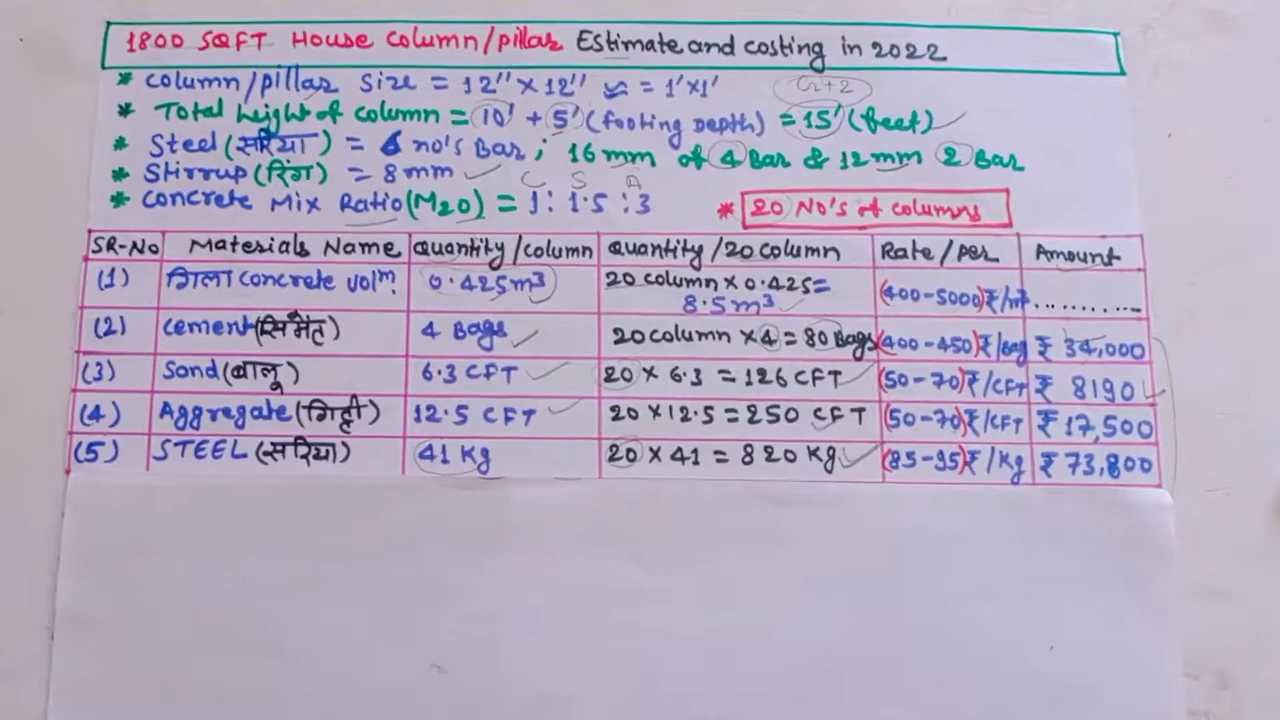 1800 SQFT House Column/pillar Estimate and costing in 2022
* Column/pillar Size = 12" x 12" ≈ = 1'x1' G+2
* Total height of column = 10' + 5' (footing Depth) = 15' (feet)
* Steel (सरिया) = 6 no's Bar; 16 mm of 4 Bar & 12 mm 2 Bar
* Stirrup (रिंग) = 8 mm
C S A
* Concrete Mix Ratio (M20) = 1 : 1.5 : 3 * 20 No's of columns
SR-No Materials Name Quantity/column Quantity/20 column Rate/per Amount
(1) गिला concrete volm. 0.425m³ 20 column x 0.425 = 8.5m³ (400-5000)₹/m³ ...........
(2) cement (सिमेंट) 4 Bags 20 column x 4 = 80 Bags (400-450)₹/bag ₹ 34,000
(3) Sand (बालू) 6.3 CFT 20 x 6.3 = 126 CFT (50-70)₹/CFT ₹ 8190
(4) Aggregate (गिट्टी) 12.5 CFT 20 x 12.5 = 250 CFT (50-70)₹/CFT ₹ 17,500
(5) STEEL (सरिया) 41 Kg 20 x 41 = 820 Kg (85-95)₹/Kg ₹ 73,800